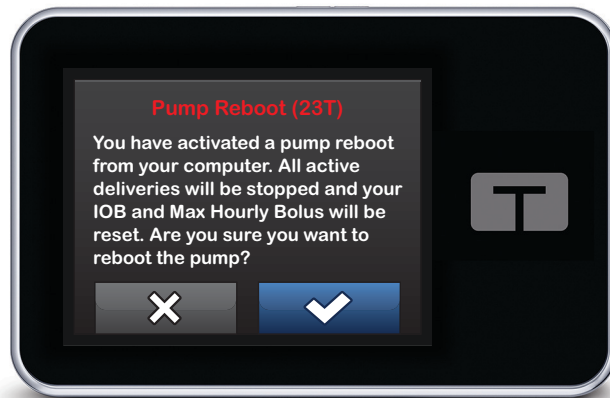 Pump Reboot (23T)
You have activated a pump reboot
from your computer. All active
deliveries will be stopped and your
IOB and Max Hourly Bolus will be
reset. Are you sure you want to
reboot the pump?
T